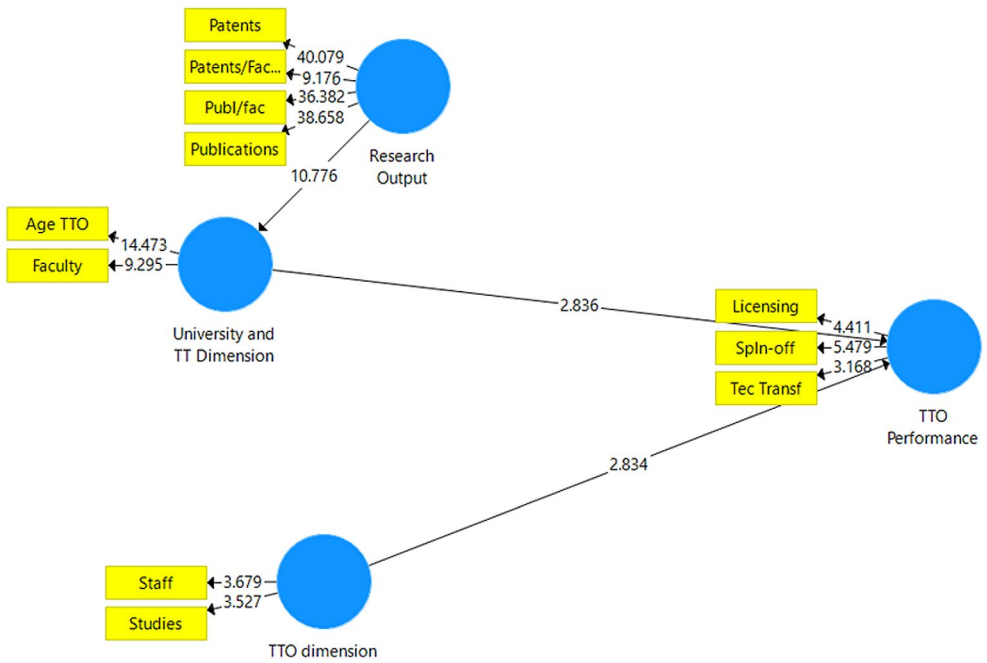 Patents
40.079
Patents/Fac...
9.176
36.382
Publ/fac
38.658
Publications
Research
Output
10.776
Age TTO
14.473
Faculty
9.295
University and
TT Dimension
2.836
Licensing
4.411
SpIn-off
5.479
3.168
Tec Transf
TTO
Performance
2.834
Staff
3.679
3.527
Studies
TTO dimension